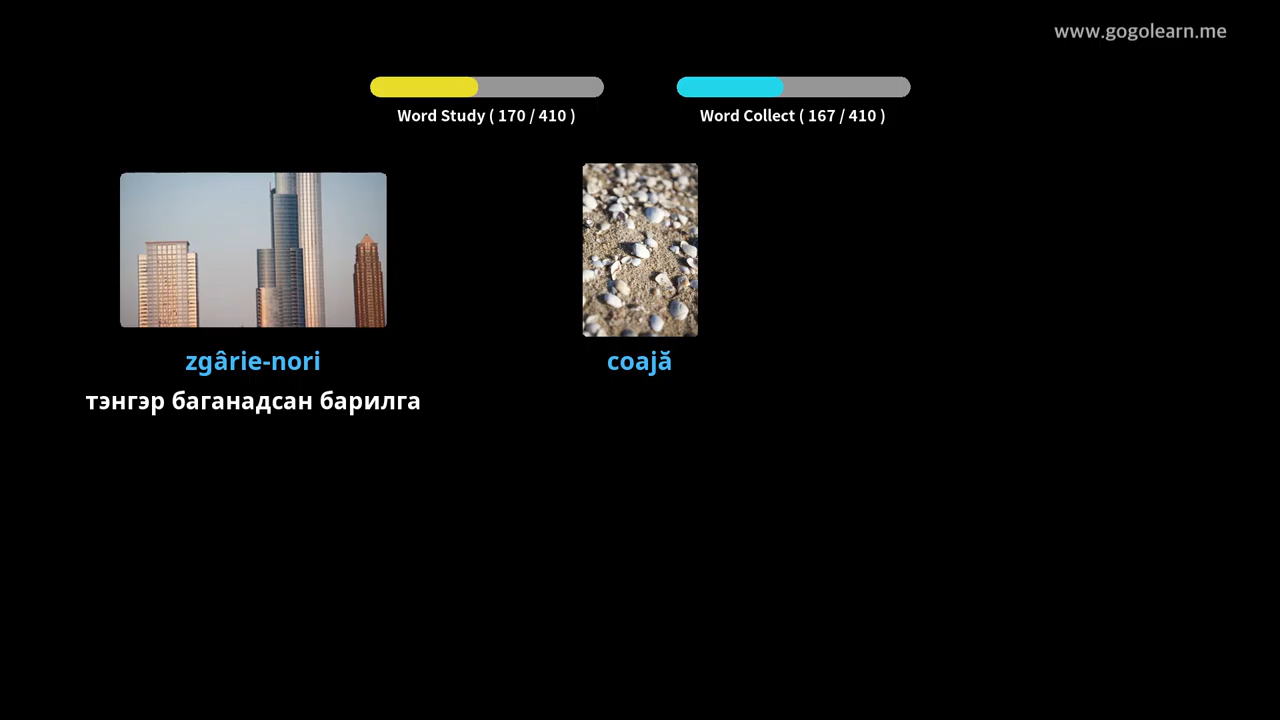 www.gogolearn.me
Word Study ( 170 / 410 )
Word Collect ( 167 / 410 )
zgârie-nori
тэнгэр баганадсан барилга
coajă